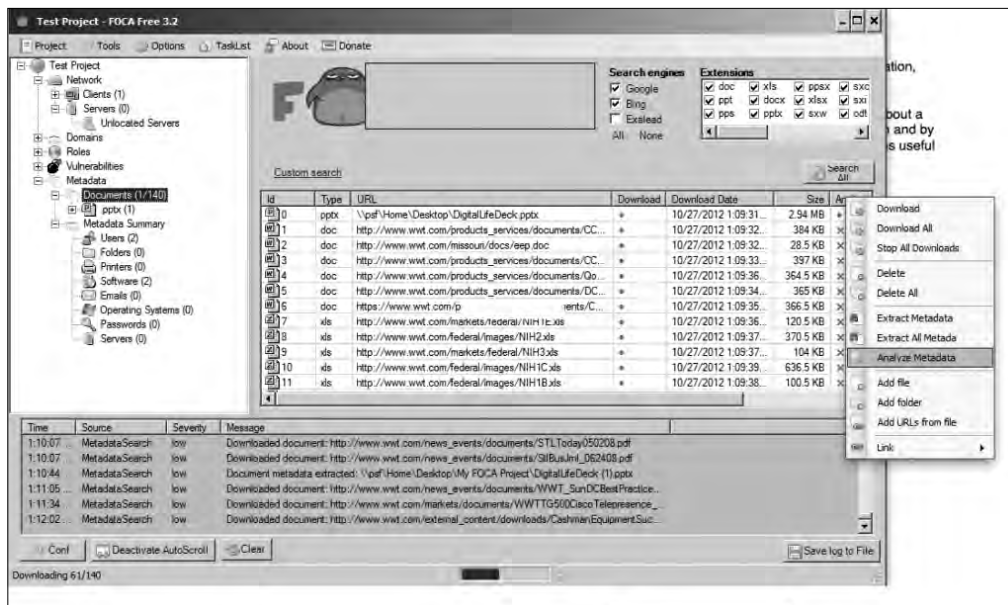 Test Project - FOCA Free 3.2
Project Tools Options TaskList About Donate
Test Project
Network
Clients (1)
Servers (0)
Unlocated Servers
Domains
Roles
Vulnerabilities
Metadata
Documents (1/140)
pptx (1)
Metadata Summary
Users (2)
Folders (0)
Printers (0)
Software (2)
Emails (0)
Operating Systems (0)
Passwords (0)
Servers (0)
FO
Search engines
Google
Bing
Exalead
All None
Extensions
doc xls ppsx sxc
ppt docx xlsx sxi
pps pptx sxw odt
Custom search
Search All
Id Type URL Download Download Date Size
0 pptx \\psf\Home\Desktop\DigitalLifeDeck.pptx 10/27/2012 1:09:31... 2.94 MB
1 doc http://www.wwt.com/products_services/documents/CC... 10/27/2012 1:09:32... 384 KB
2 doc http://www.wwt.com/missouri/docs/eep.doc 10/27/2012 1:09:32... 28.5 KB
3 doc http://www.wwt.com/products_services/documents/CC... 10/27/2012 1:09:33... 397 KB
4 doc http://www.wwt.com/products_services/documents/Qo... 10/27/2012 1:09:36... 364.5 KB
5 doc http://www.wwt.com/products_services/documents/DC... 10/27/2012 1:09:34... 365 KB
6 doc https://www.wwt.com/p ents/C... 10/27/2012 1:09:35... 366.5 KB
7 xls http://www.wwt.com/markets/federal/NIH1E.xls 10/27/2012 1:09:36... 120.5 KB
8 xls http://www.wwt.com/federal/images/NIH2.xls 10/27/2012 1:09:37... 370.5 KB
9 xls http://www.wwt.com/markets/federal/NIH3.xls 10/27/2012 1:09:37... 104 KB
10 xls http://www.wwt.com/federal/images/NIH1C.xls 10/27/2012 1:09:39... 636.5 KB
11 xls http://www.wwt.com/federal/images/NIH1B.xls 10/27/2012 1:09:38... 100.5 KB
Download
Download All
Stop All Downloads
Delete
Delete All
Extract Metadata
Extract All Metada
Analyze Metadata
Add file
Add folder
Add URLs from file
Link
ation,
bout a
n and by
s useful
Time Source Severity Message
1:10:07 ... MetadataSearch low Downloaded document: http://www.wwt.com/news_events/documents/STLToday050208.pdf
1:10:07 ... MetadataSearch low Downloaded document: http://www.wwt.com/news_events/documents/StlBusJrnl_062408.pdf
1:10:44 MetadataSearch low Document metadata extracted: \\psf\Home\Desktop\My FOCA Project\DigitalLifeDeck (1).pptx
1:11:05 ... MetadataSearch low Downloaded document: http://www.wwt.com/news_events/documents/WWT_SunDCBestPractice...
1:11:34 MetadataSearch low Downloaded document: http://www.wwt.com/markets/documents/WWTTG500CiscoTelepresence_...
1:12:02 ... MetadataSearch low Downloaded document: http://www.wwt.com/external_content/downloads/CashmanEquipmentSuc...
Conf Deactivate AutoScroll Clear Save log to File
Downloading 61/140